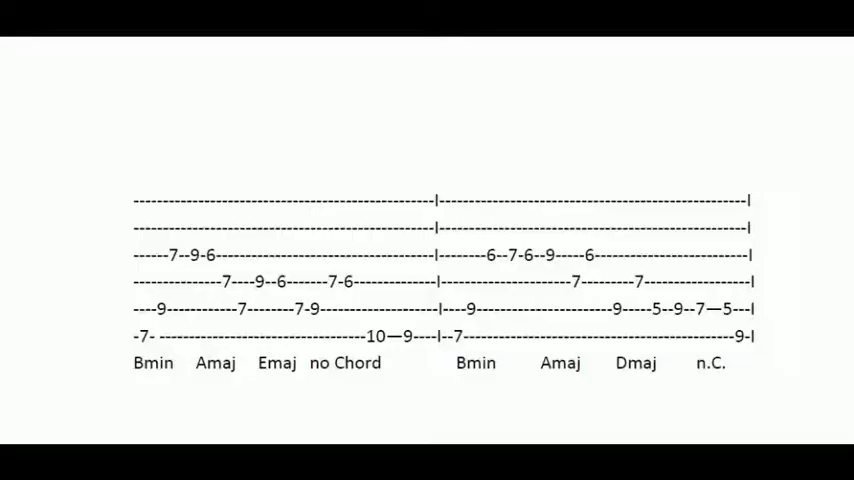 ---------------------------------------------------I----------------------------------------------------I
---------------------------------------------------I----------------------------------------------------I
------7--9-6-------------------------------------I--------6--7-6--9-----6--------------------------I
---------------7----9--6-------7-6--------------I----------------------7---------7------------------I
----9------------7--------7-9--------------------I----9-----------------------9-----5--9--7—5---I
-7- -----------------------------------10—9----I--7----------------------------------------------9-I
Bmin Amaj Emaj no Chord Bmin Amaj Dmaj n.C.